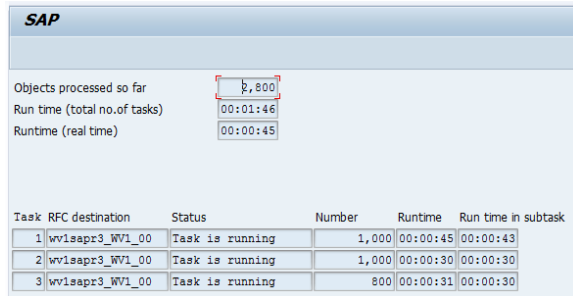 SAP
Objects processed so far 2,800
Run time (total no.of tasks) 00:01:46
Runtime (real time) 00:00:45
Task RFC destination Status Number Runtime Run time in subtask
1 wv1sapr3_WV1_00 Task is running 1,000 00:00:45 00:00:43
2 wv1sapr3_WV1_00 Task is running 1,000 00:00:30 00:00:30
3 wv1sapr3_WV1_00 Task is running 800 00:00:31 00:00:30